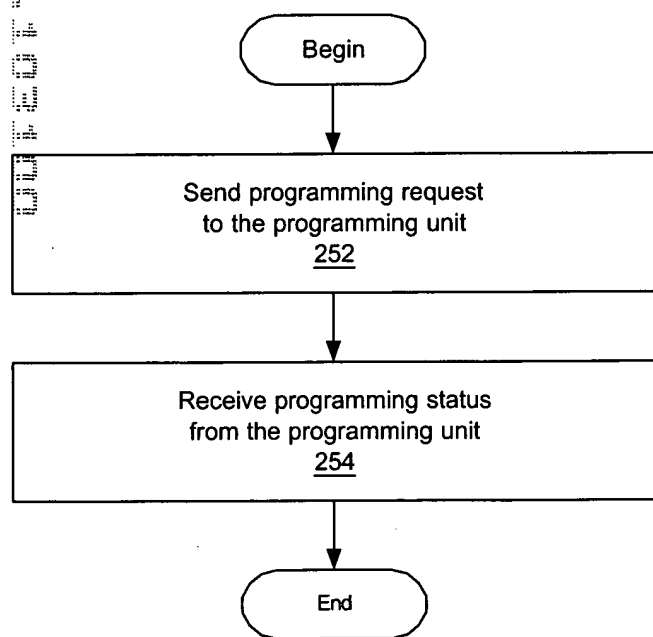 Begin
Send programming request
to the programming unit
252
Receive programming status
from the programming unit
254
End